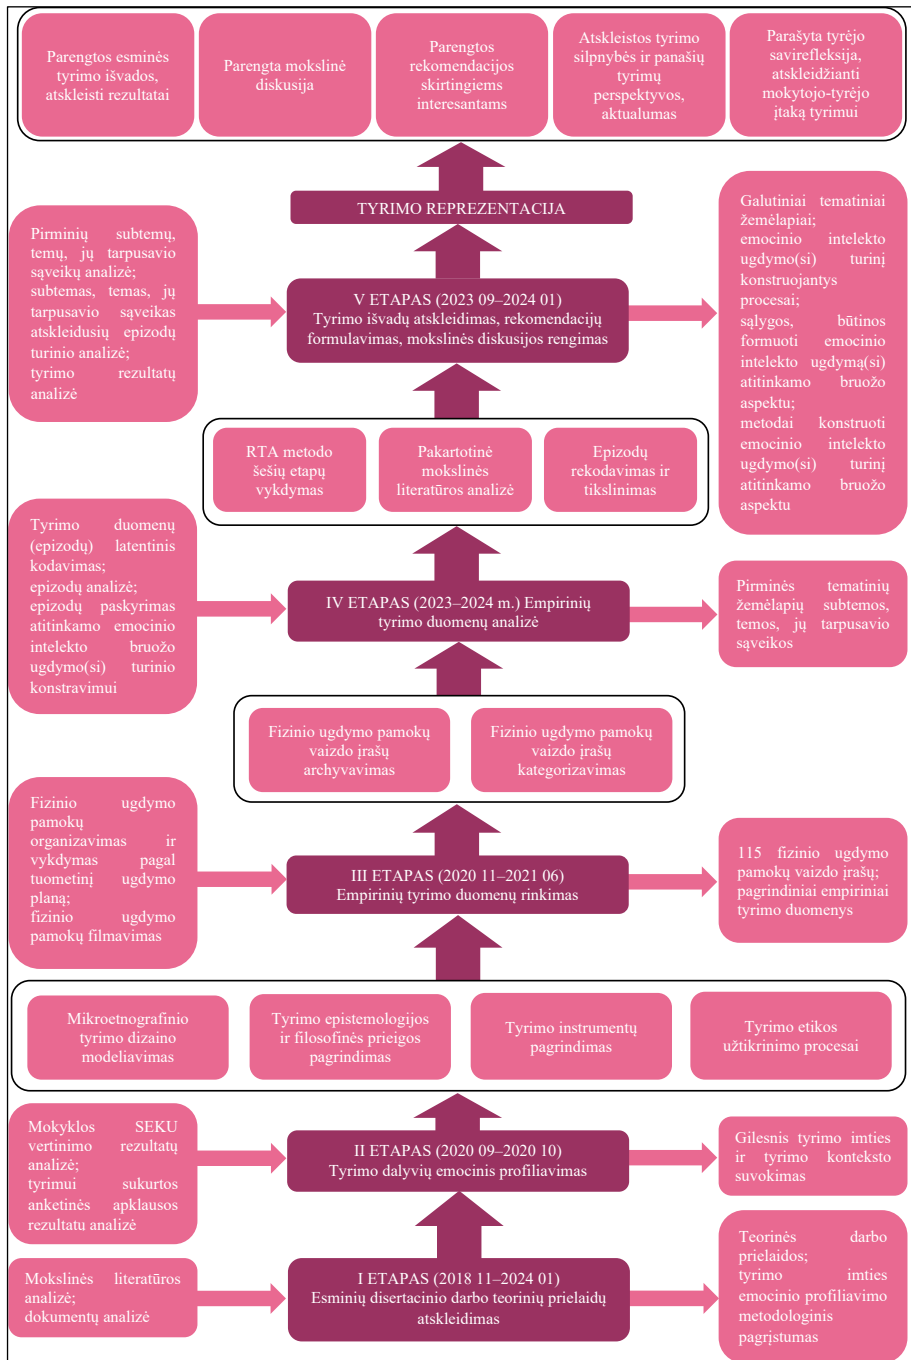 Parengtos esminės
tyrimo išvados,
atskleisti rezultatai
Parengta mokslinė
diskusija
Parengtos
rekomendacijos
skirtingiems
interesantams
Atskleistos tyrimo
silpnybės ir panašių
tyrimų
perspektyvos,
aktualumas
Parašyta tyrėjo
savirefleksija,
atskleidžianti
mokytojo-tyrėjo
įtaką tyrimui
TYRIMO REPREZENTACIJA
Pirminių subtemų,
temų, jų tarpusavio
sąveikų analizė;
subtemas, temas, jų
tarpusavio sąveikas
atskleidusių epizodų
turinio analizė;
tyrimo rezultatų
analizė
V ETAPAS (2023 09–2024 01)
Tyrimo išvadų atskleidimas, rekomendacijų
formulavimas, mokslinės diskusijos rengimas
Galutiniai tematiniai
žemėlapiai;
emocinio intelekto
ugdymo(si) turinį
konstruojantys
procesai;
sąlygos, būtinos
formuoti emocinio
intelekto ugdymą(si)
atitinkamo bruožo
aspektu;
metodai konstruoti
emocinio intelekto
ugdymo(si) turinį
atitinkamo bruožo
aspektu
RTA metodo
šešių etapų
vykdymas
Pakartotinė
mokslinės
literatūros analizė
Epizodų
rekodavimas ir
tikslinimas
Tyrimo duomenų
(epizodų) latentinis
kodavimas;
epizodų analizė;
epizodų paskyrimas
atitinkamo emocinio
intelekto bruožo
ugdymo(si) turinio
konstravimui
IV ETAPAS (2023–2024 m.) Empirinių
tyrimo duomenų analizė
Pirminės tematinių
žemėlapių subtemos,
temos, jų tarpusavio
sąveikos
Fizinio ugdymo pamokų
vaizdo įrašų
archyvavimas
Fizinio ugdymo pamokų
vaizdo įrašų
kategorizavimas
Fizinio ugdymo
pamokų
organizavimas ir
vykdymas pagal
tuometinį ugdymo
planą;
fizinio ugdymo
pamokų filmavimas
III ETAPAS (2020 11–2021 06)
Empirinių tyrimo duomenų rinkimas
115 fizinio ugdymo
pamokų vaizdo įrašų;
pagrindiniai empiriniai
tyrimo duomenys
Mikroetnografinio
tyrimo dizaino
modeliavimas
Tyrimo epistemologijos
ir filosofinės prieigos
pagrindimas
Tyrimo instrumentų
pagrindimas
Tyrimo etikos
užtikrinimo procesai
Mokyklos SEKU
vertinimo rezultatų
analizė;
tyrimui sukurtos
anketinės apklausos
rezultatų analizė
II ETAPAS (2020 09–2020 10)
Tyrimo dalyvių emocinis profiliavimas
Gilesnis tyrimo imties
ir tyrimo konteksto
suvokimas
Mokslinės literatūros
analizė;
dokumentų analizė
I ETAPAS (2018 11–2024 01)
Esminių disertacinio darbo teorinių prielaidų
atskleidimas
Teorinės darbo
prielaidos;
tyrimo imties
emocinio profiliavimo
metodologinis
pagrįstumas